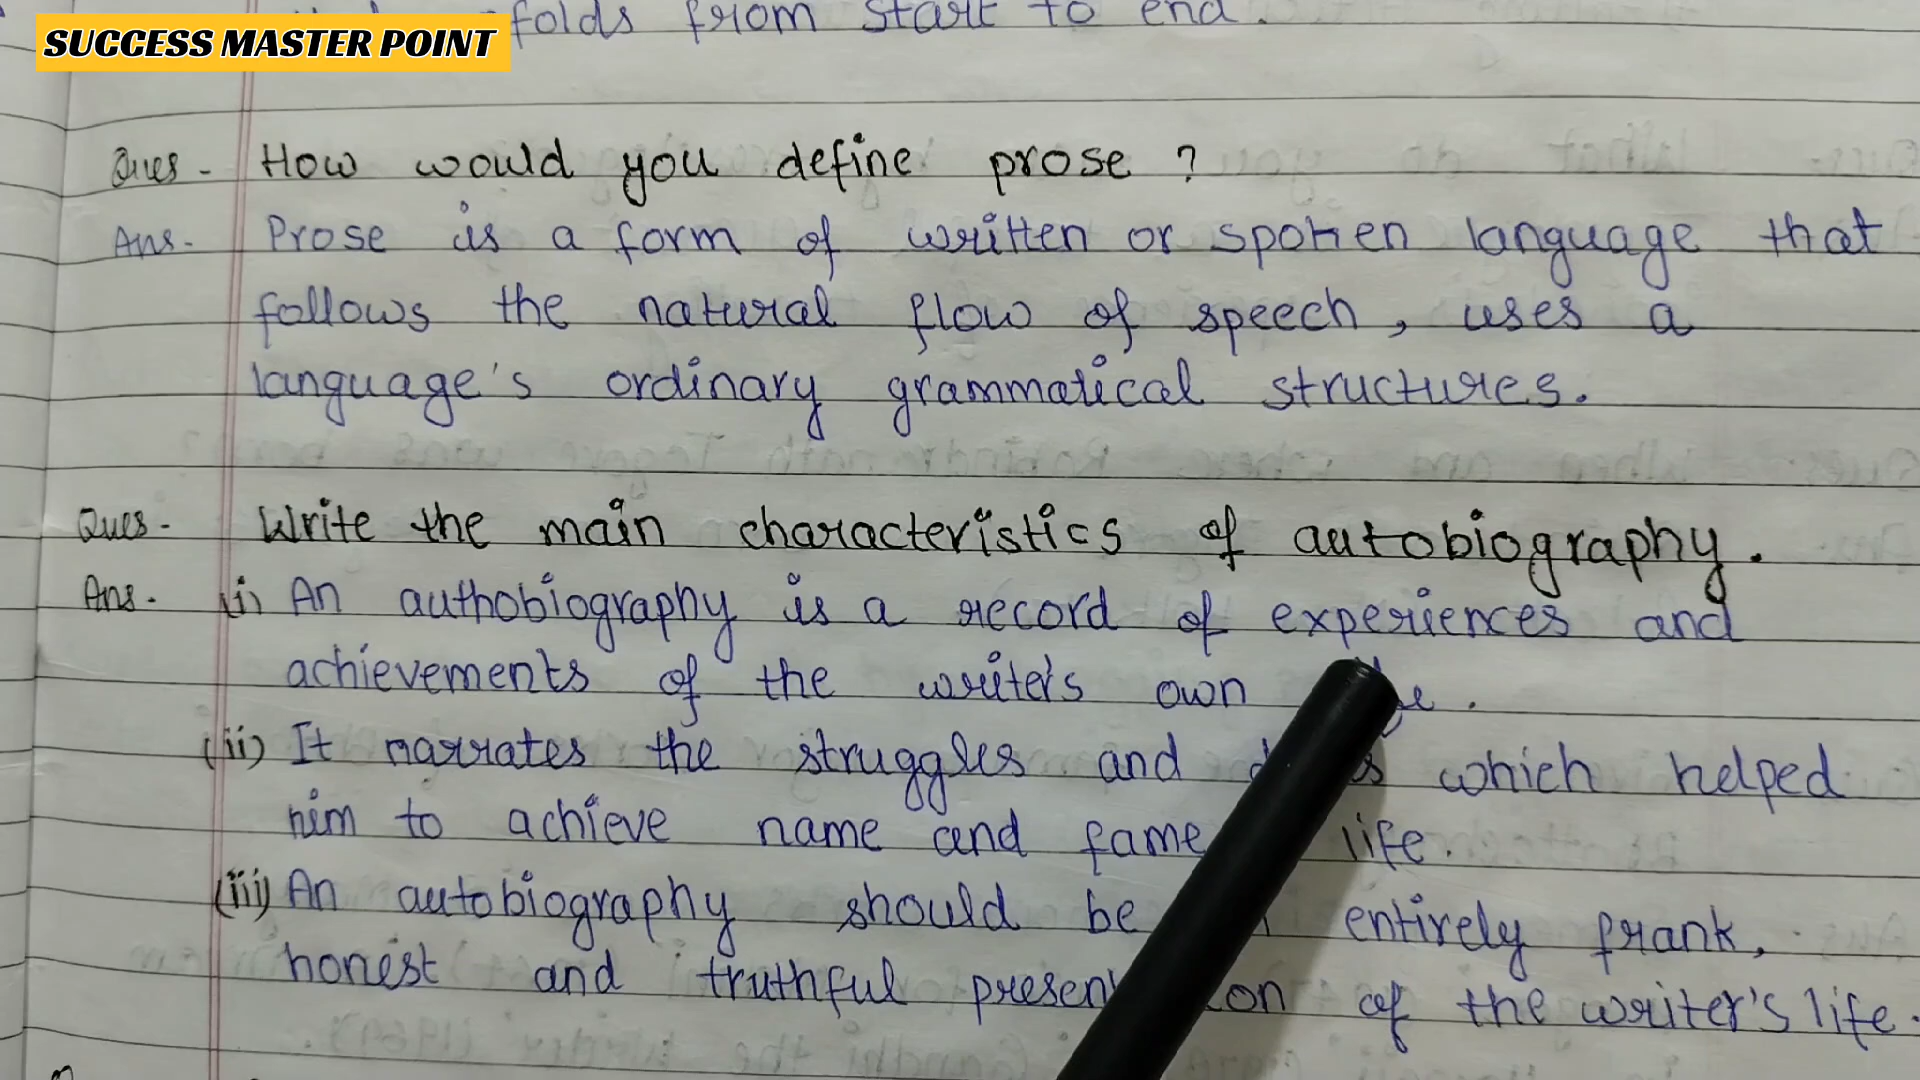 folds from start to end.
SUCCESS MASTER POINT
Ques - How would you define prose ?
Ans - Prose is a form of written or spoken language that
follows the natural flow of speech, uses a
language's ordinary grammatical structures.
Ques - Write the main characteristics of autobiography.
Ans - (i) An authobiography is a record of experiences and
achievements of the writer's own
(ii) It narrates the struggles and which helped
him to achieve name and fame life.
(iii) An autobiography should be entirely frank,
honest and truthful of the writer's life.